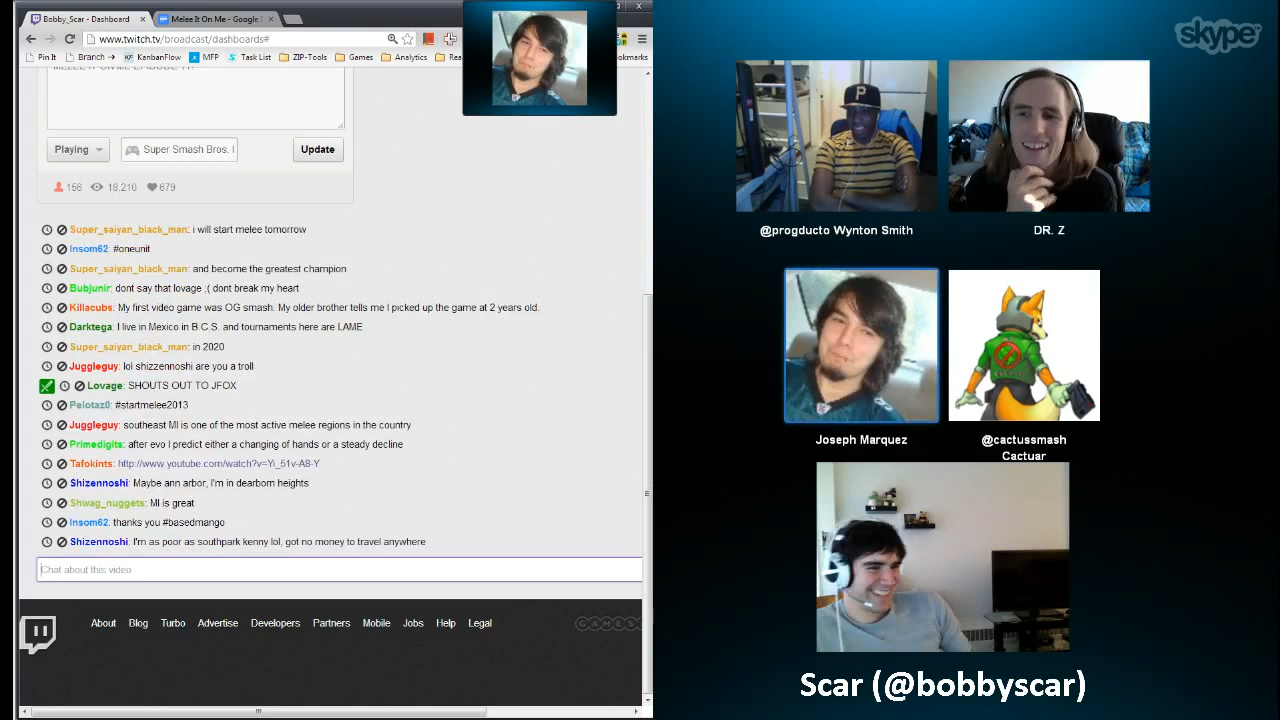 Bobby_Scar - Dashboard
Melee It On Me - Google
www.twitch.tv/broadcast/dashboards#
Pin It
Branch →
KanbanFlow
MFP
Task List
ZIP-Tools
Games
Analytics
Rea
okmarks
Playing
Super Smash Bros.
Update
156
18,210
679
Super_saiyan_black_man: i will start melee tomorrow
Insom62: #oneunit
Super_saiyan_black_man: and become the greatest champion
Bubjunir: dont say that lovage ;( dont break my heart
Killacubs: My first video game was OG smash. My older brother tells me I picked up the game at 2 years old.
Darktega: I live in Mexico in B.C.S. and tournaments here are LAME
Super_saiyan_black_man: in 2020
Juggleguy: lol shizzennoshi are you a troll
Lovage: SHOUTS OUT TO JFOX
Pelotaz0: #startmelee2013
Juggleguy: southeast MI is one of the most active melee regions in the country
Primedigits: after evo I predict either a changing of hands or a steady decline
Tafokints: http://www.youtube.com/watch?v=Yi_51v-A8-Y
Shizennoshi: Maybe ann arbor, I'm in dearborn heights
Shwag_nuggets: MI is great
Insom62: thanks you #basedmango
Shizennoshi: I'm as poor as southpark kenny lol, got no money to travel anywhere
Chat about this video
About
Blog
Turbo
Advertise
Developers
Partners
Mobile
Jobs
Help
Legal
GAMES
skype
@progducto Wynton Smith
DR. Z
Joseph Marquez
@cactussmash
Cactuar
Scar (@bobbyscar)